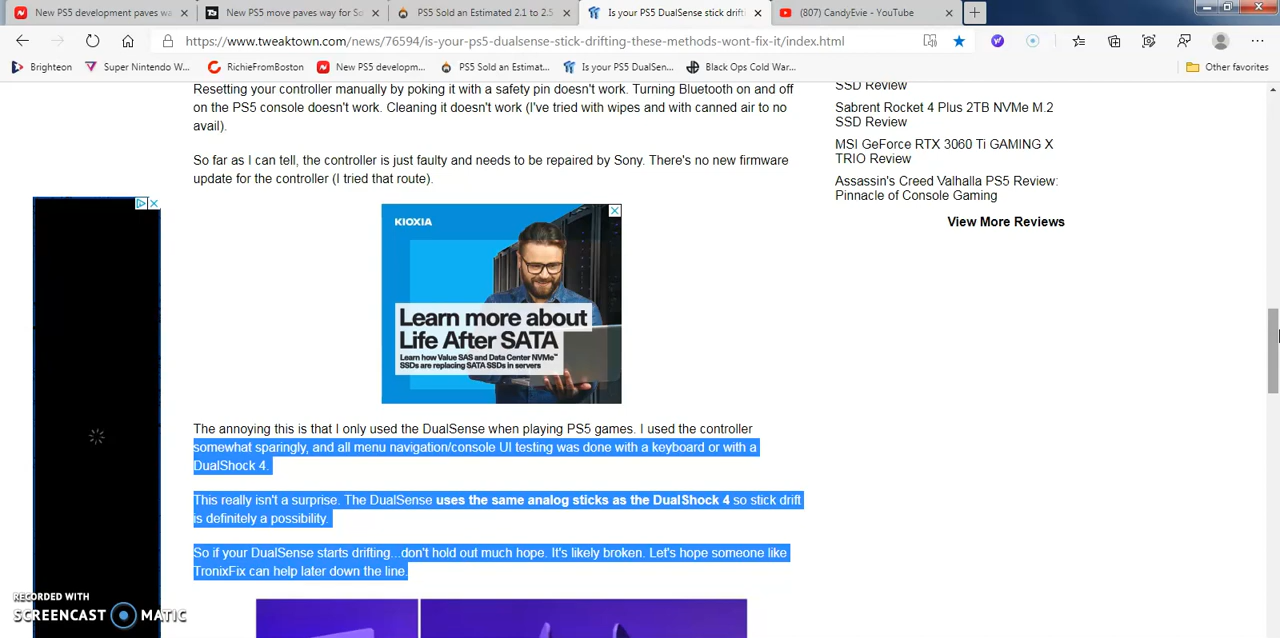 New PS5 development paves wa
New PS5 move paves way for So
PS5 Sold an Estimated 2.1 to 2.5
Is your PS5 DualSense stick drifti
(807) CandyEvie - YouTube
https://www.tweaktown.com/news/76594/is-your-ps5-dualsense-stick-drifting-these-methods-wont-fix-it/index.html
Brighteon
Super Nintendo W...
RichieFromBoston
New PS5 developm...
PS5 Sold an Estimat...
Is your PS5 DualSen...
Black Ops Cold War...
Other favorites
Resetting your controller manually by poking it with a safety pin doesn't work. Turning Bluetooth on and off
on the PS5 console doesn't work. Cleaning it doesn't work (I've tried with wipes and with canned air to no
avail).
So far as I can tell, the controller is just faulty and needs to be repaired by Sony. There's no new firmware
update for the controller (I tried that route).
KIOXIA
Learn more about
Life After SATA
Learn how Value SAS and Data Center NVMe™
SSDs are replacing SATA SSDs in servers
The annoying this is that I only used the DualSense when playing PS5 games. I used the controller
somewhat sparingly, and all menu navigation/console UI testing was done with a keyboard or with a
DualShock 4.
This really isn't a surprise. The DualSense uses the same analog sticks as the DualShock 4 so stick drift
is definitely a possibility.
So if your DualSense starts drifting...don't hold out much hope. It's likely broken. Let's hope someone like
TronixFix can help later down the line.
SSD Review
Sabrent Rocket 4 Plus 2TB NVMe M.2
SSD Review
MSI GeForce RTX 3060 Ti GAMING X
TRIO Review
Assassin's Creed Valhalla PS5 Review:
Pinnacle of Console Gaming
View More Reviews
RECORDED WITH
SCREENCAST MATIC